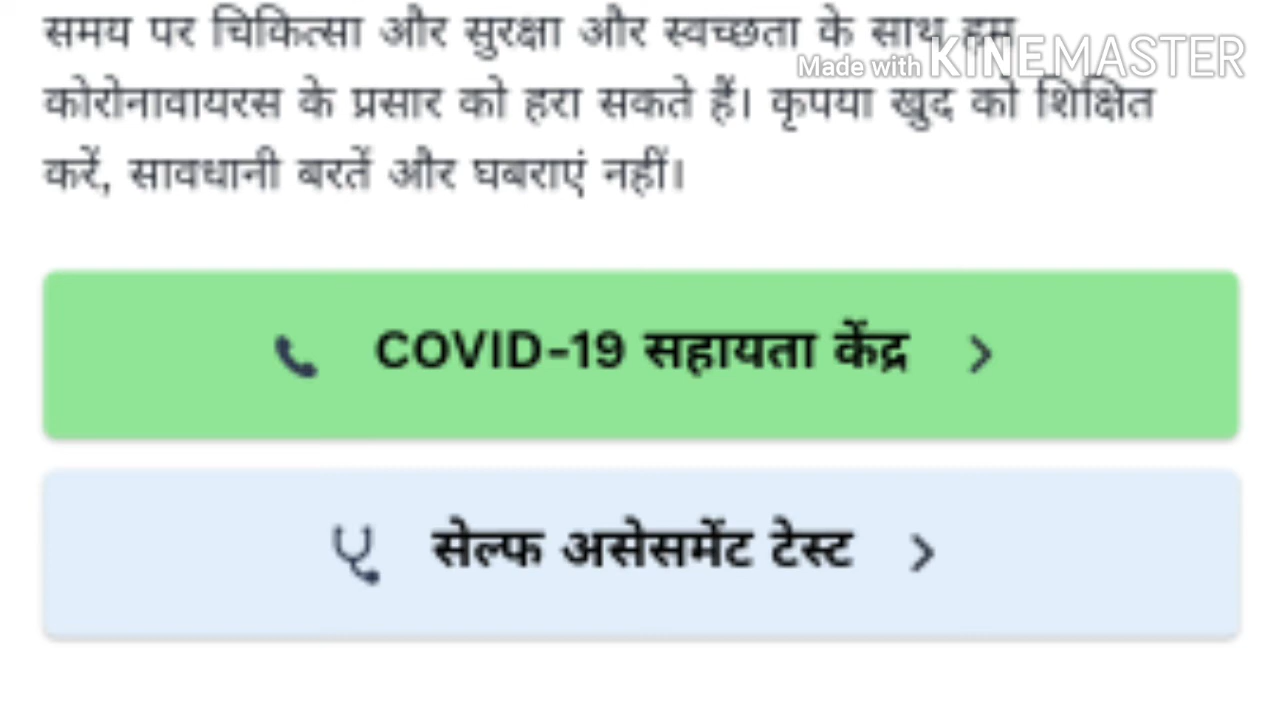 समय पर चिकित्सा और सुरक्षा और स्वच्छता के साथ हम
Made with KINEMASTER
कोरोनावायरस के प्रसार को हरा सकते हैं। कृपया खुद को शिक्षित
करें, सावधानी बरतें और घबराएं नहीं।
COVID-19 सहायता केंद्र
सेल्फ असेसमेंट टेस्ट